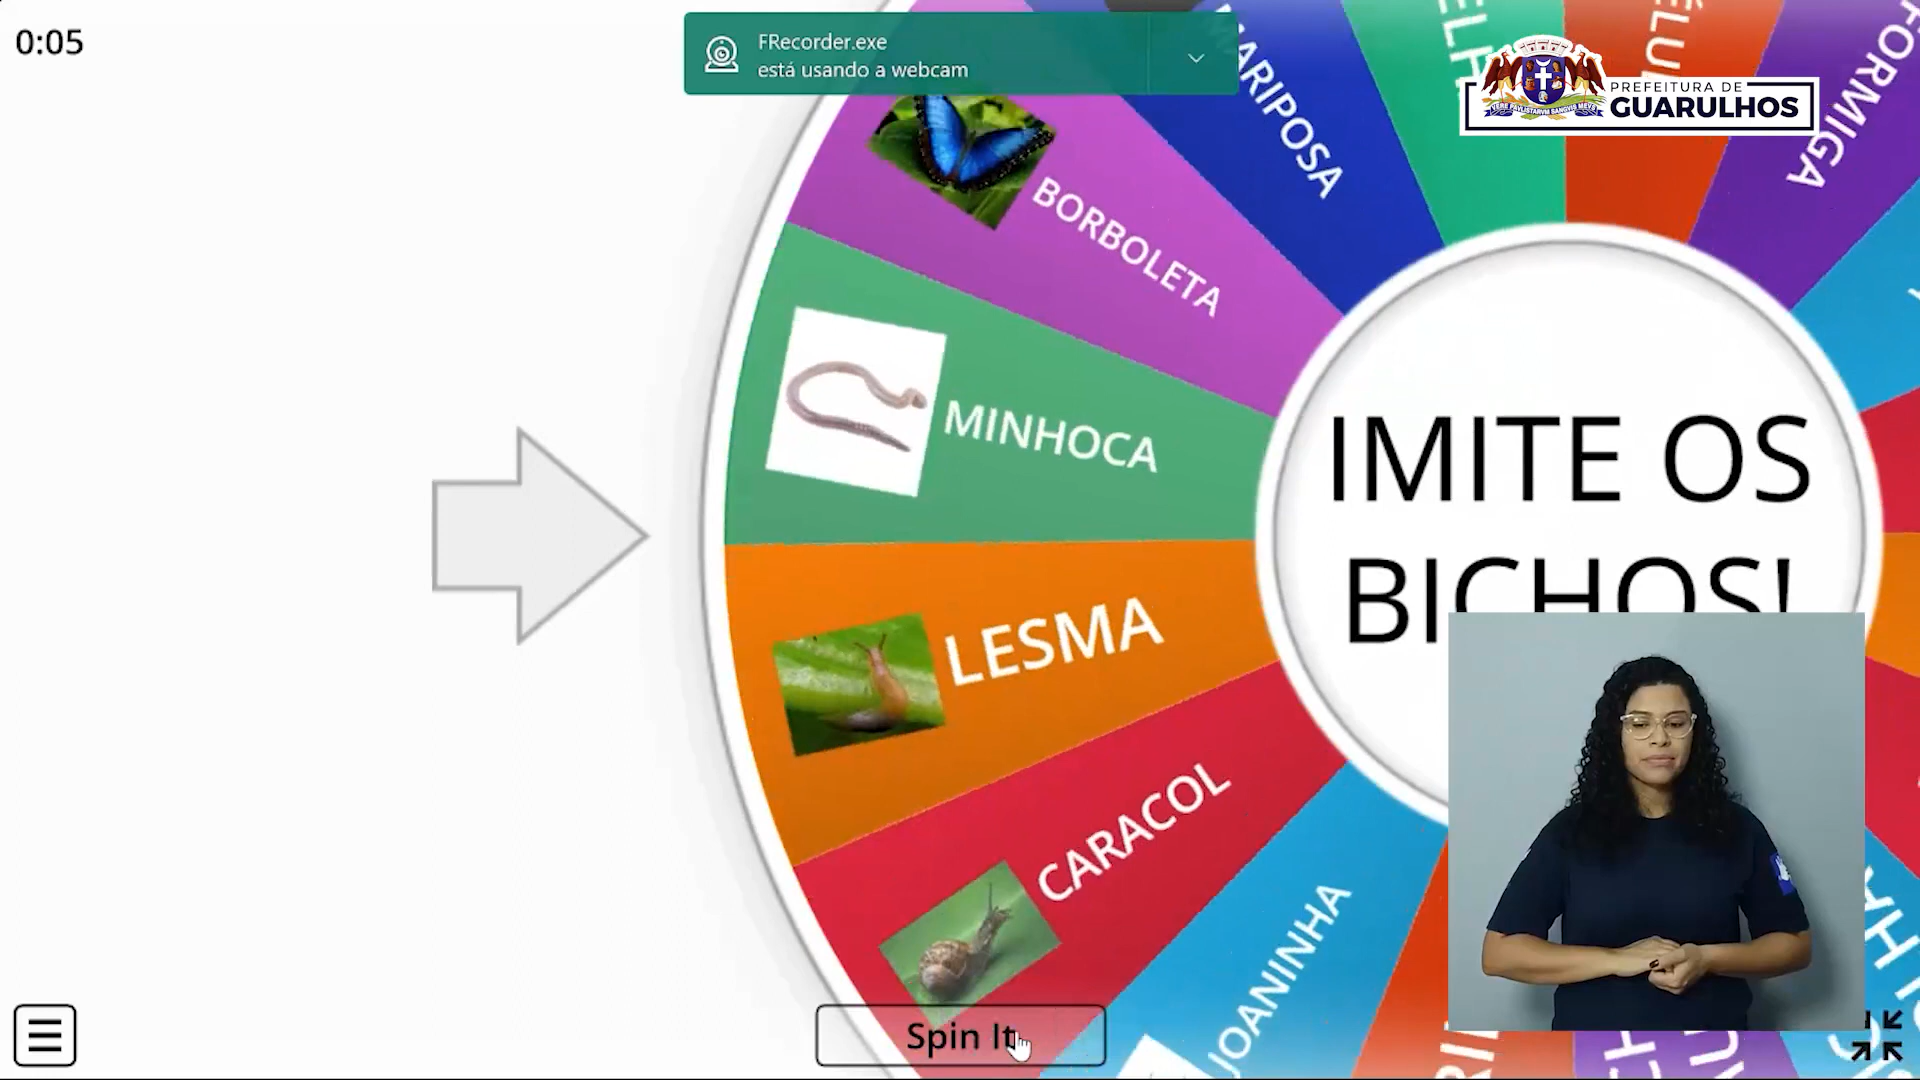 0:05
FRecorder.exe
está usando a webcam
PREFEITURA DE
GUARULHOS
MARIPOSA
FORMIGA
BORBOLETA
MINHOCA
IMITE OS
BICHOS!
LESMA
CARACOL
JOANINHA
Spin It